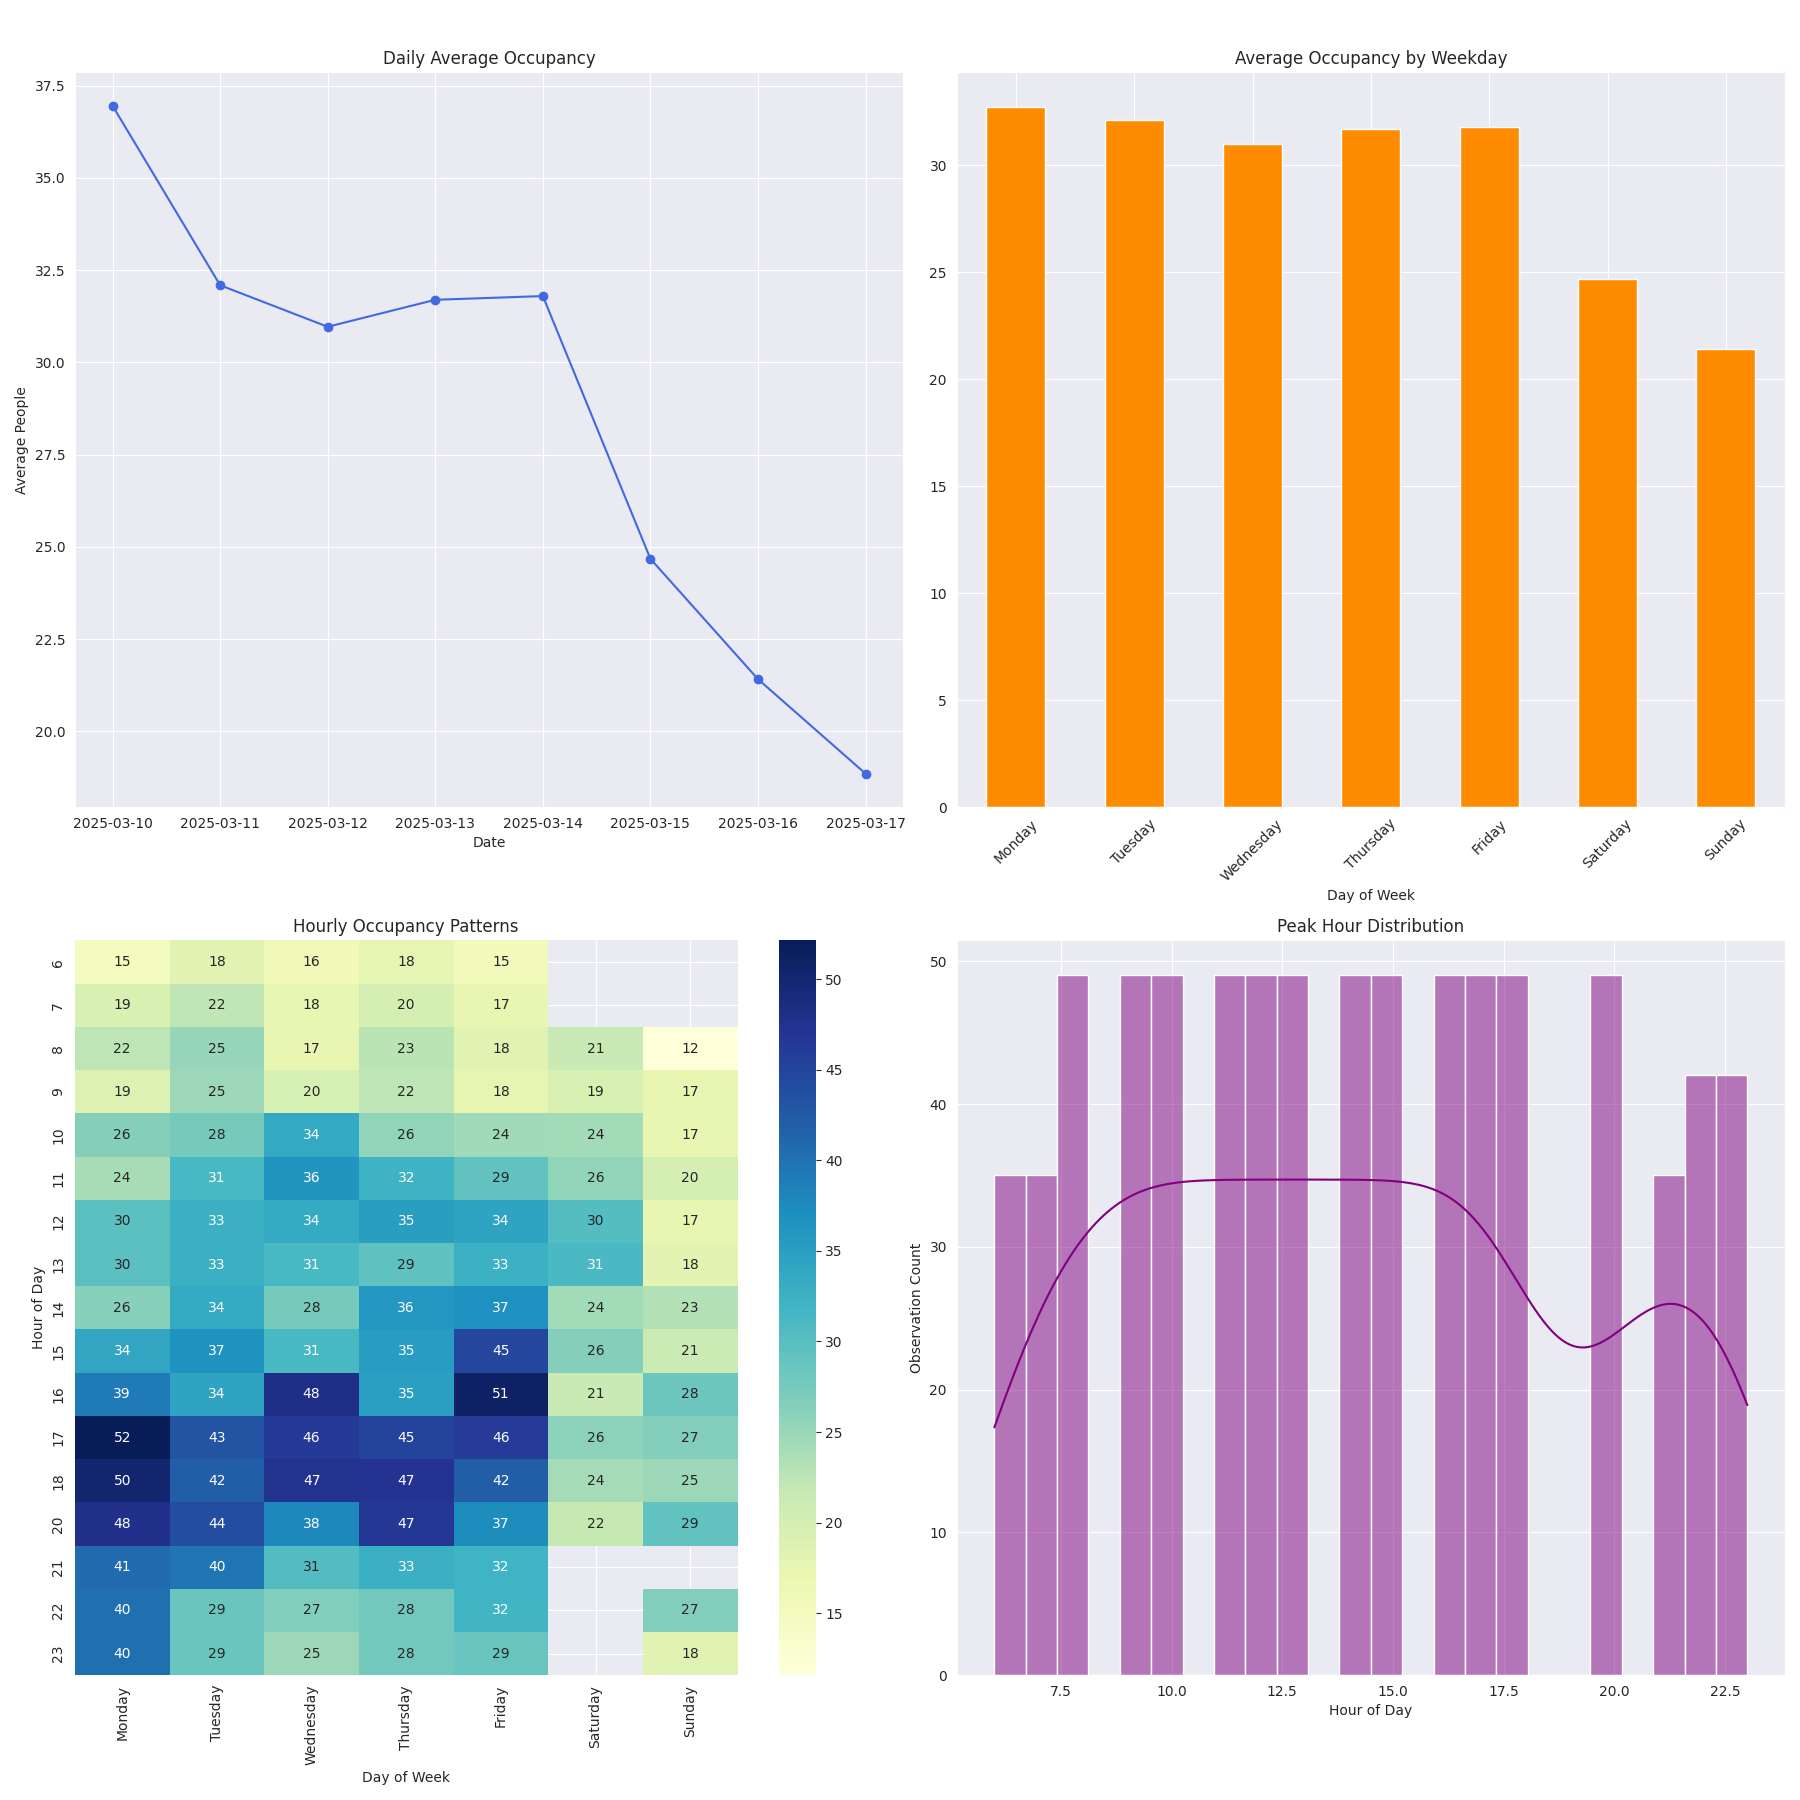 Daily Average Occupancy
37.5
35.0
32.5
30.0
27.5
25.0
22.5
20.0
Average People
2025-03-10 2025-03-11 2025-03-12 2025-03-13 2025-03-14 2025-03-15 2025-03-16 2025-03-17
Date
Average Occupancy by Weekday
30
25
20
15
10
5
0
Monday Tuesday Wednesday Thursday Friday Saturday Sunday
Day of Week
Hourly Occupancy Patterns
Hour of Day
6 15 18 16 18 15
7 19 22 18 20 17
8 22 25 17 23 18 21 12
9 19 25 20 22 18 19 17
10 26 28 34 26 24 24 17
11 24 31 36 32 29 26 20
12 30 33 34 35 34 30 17
13 30 33 31 29 33 31 18
14 26 34 28 36 37 24 23
15 34 37 31 35 45 26 21
16 39 34 48 35 51 21 28
17 52 43 46 45 46 26 27
18 50 42 47 47 42 24 25
20 48 44 38 47 37 22 29
21 41 40 31 33 32
22 40 29 27 28 32 27
23 40 29 25 28 29 18
Monday Tuesday Wednesday Thursday Friday Saturday Sunday
Day of Week
50
45
40
35
30
25
20
15
Peak Hour Distribution
50
40
30
20
10
0
Observation Count
7.5 10.0 12.5 15.0 17.5 20.0 22.5
Hour of Day